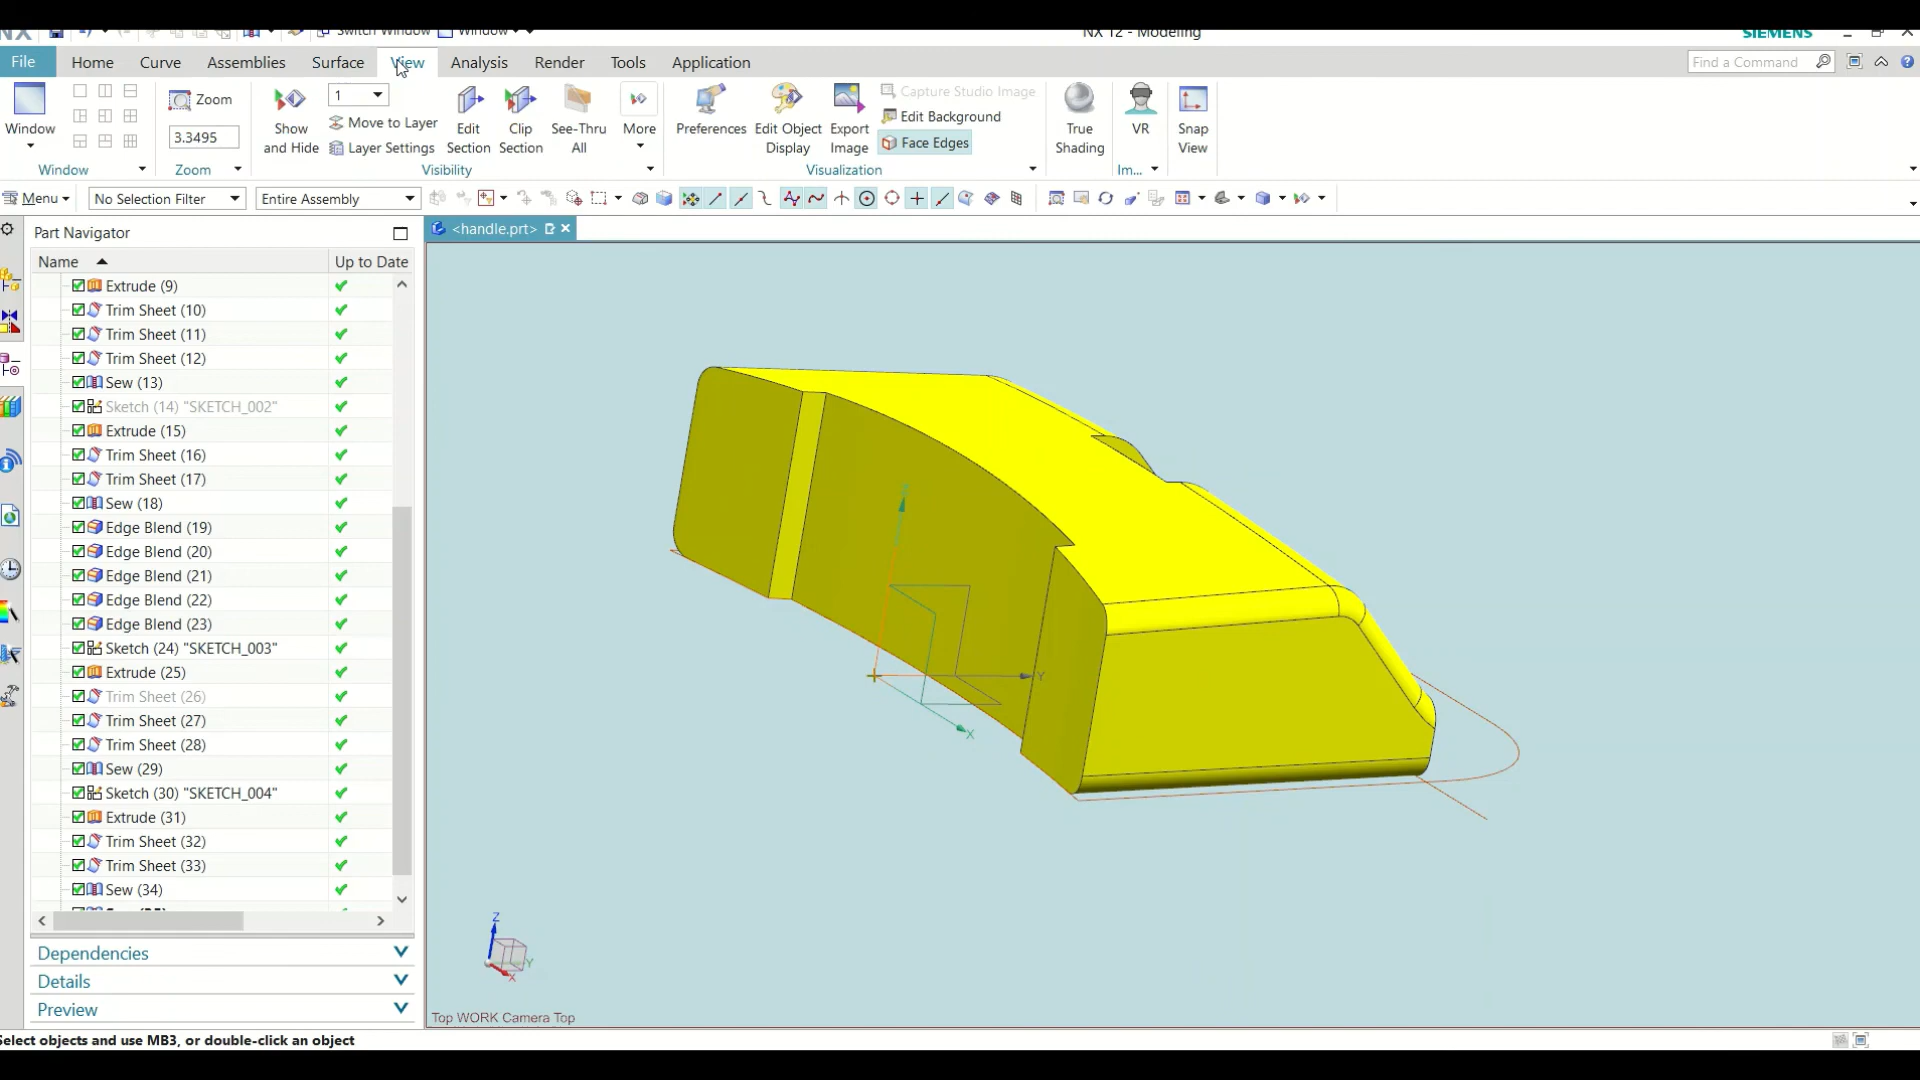 NX
Switch Window
Window
NX 12 - Modeling
SIEMENS
File
Home
Curve
Assemblies
Surface
View
Analysis
Render
Tools
Application
Find a Command
Window
Window
Zoom
3.3495
Zoom
Show
and Hide
1
Move to Layer
Layer Settings
Edit
Section
Clip
Section
See-Thru
All
More
Visibility
Preferences
Edit Object
Display
Export
Image
Capture Studio Image
Edit Background
Face Edges
Visualization
True
Shading
VR
Im...
Snap
View
Menu
No Selection Filter
Entire Assembly
Part Navigator
<handle.prt>
Name
Up to Date
Extrude (9)
Trim Sheet (10)
Trim Sheet (11)
Trim Sheet (12)
Sew (13)
Sketch (14) "SKETCH_002"
Extrude (15)
Trim Sheet (16)
Trim Sheet (17)
Sew (18)
Edge Blend (19)
Edge Blend (20)
Edge Blend (21)
Edge Blend (22)
Edge Blend (23)
Sketch (24) "SKETCH_003"
Extrude (25)
Trim Sheet (26)
Trim Sheet (27)
Trim Sheet (28)
Sew (29)
Sketch (30) "SKETCH_004"
Extrude (31)
Trim Sheet (32)
Trim Sheet (33)
Sew (34)
Dependencies
Details
Preview
Z
Y
X
Z
Y
X
Top WORK Camera Top
Select objects and use MB3, or double-click an object